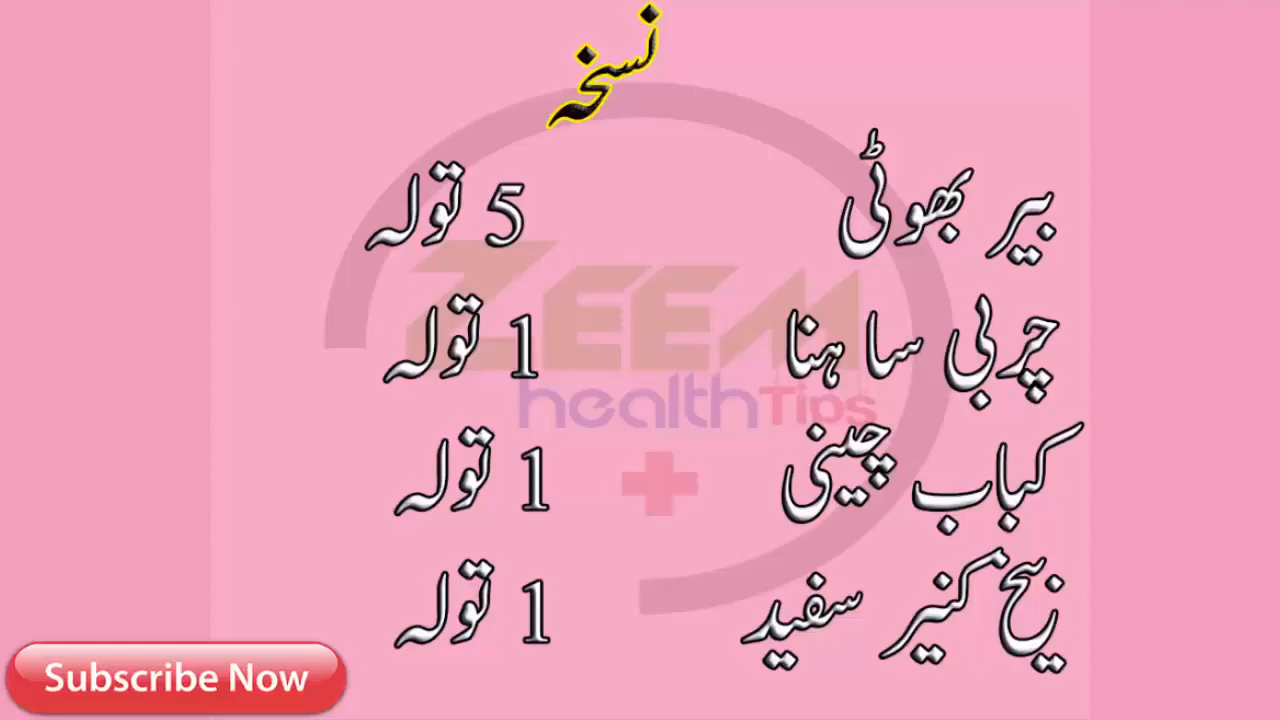 نسخہ
بیر بھوٹی 5 تولہ
چربی ساہنا 1 تولہ
ZEEM
healthTips
کباب چینی 1 تولہ
زیخ کنیر سفید 1 تولہ
Subscribe Now